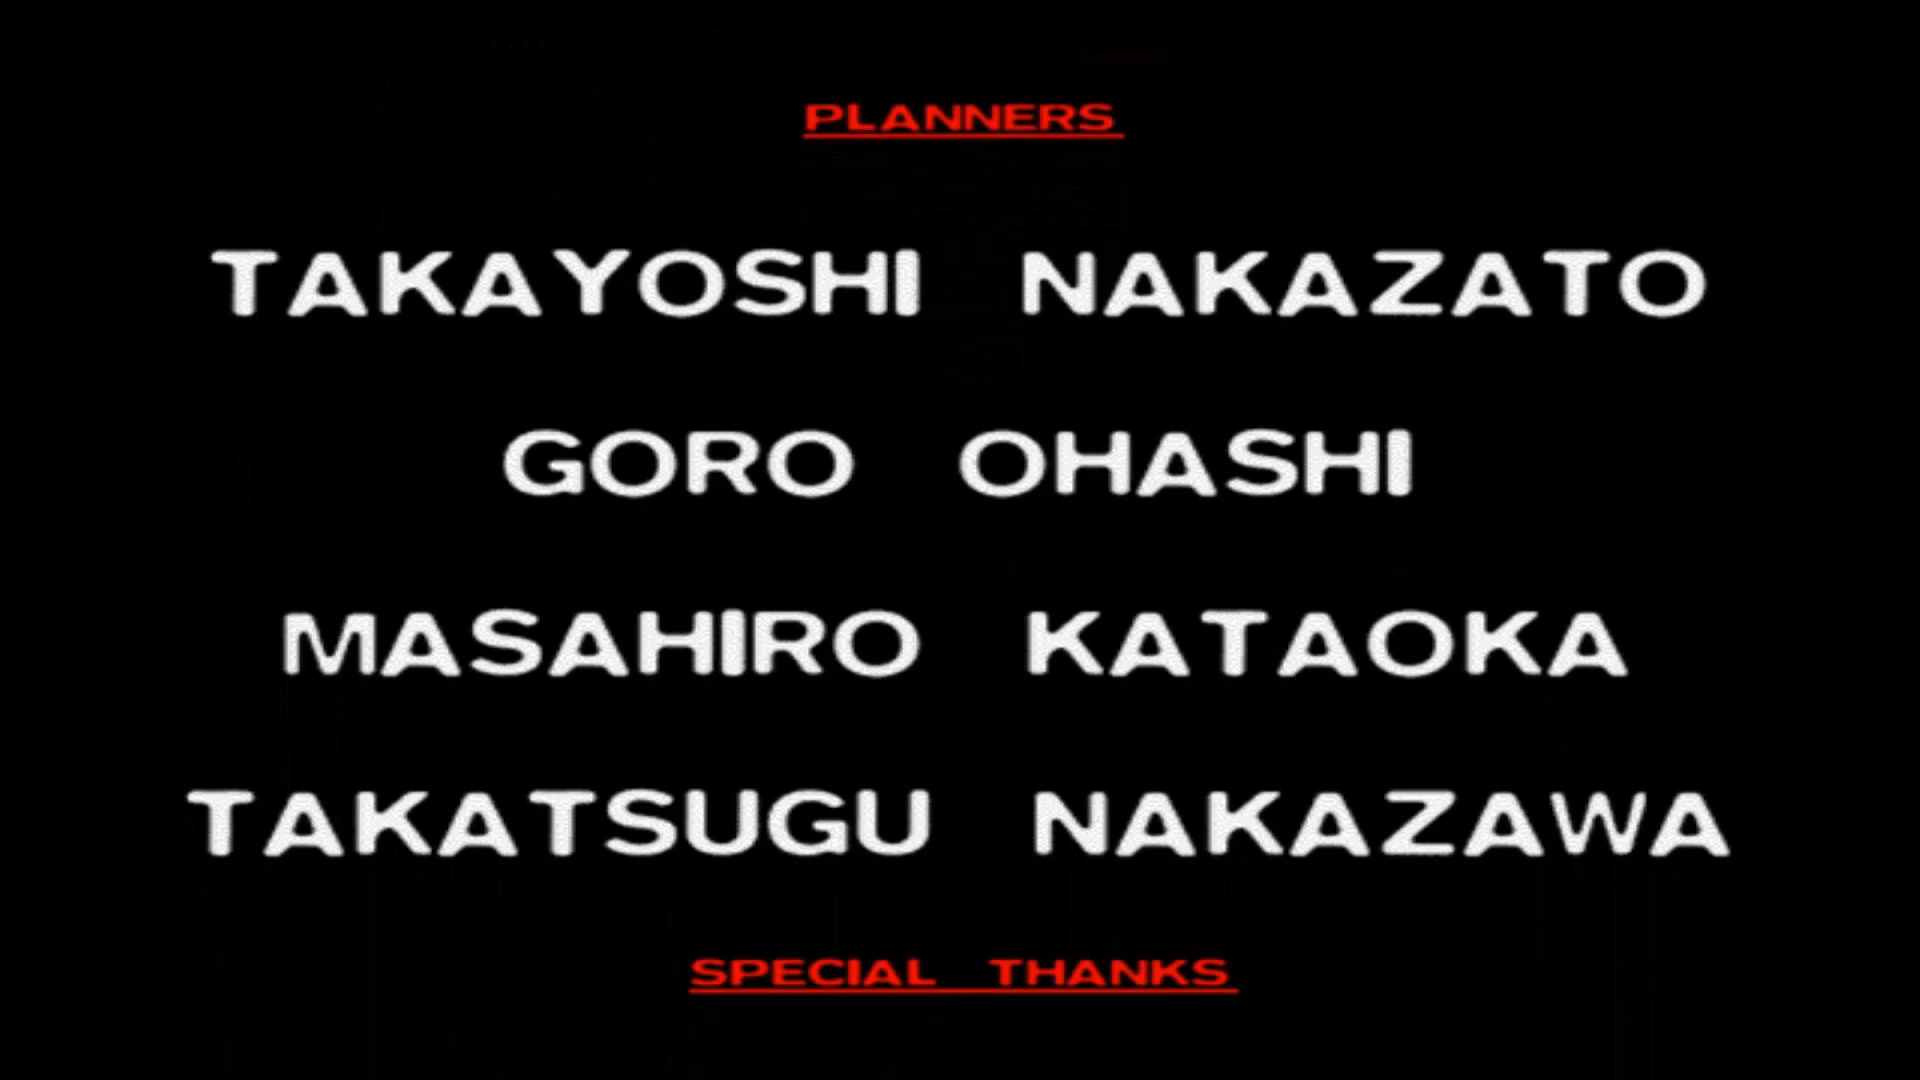 PLANNERS
TAKAYOSHI NAKAZATO
GORO OHASHI
MASAHIRO KATAOKA
TAKATSUGU NAKAZAWA
SPECIAL THANKS